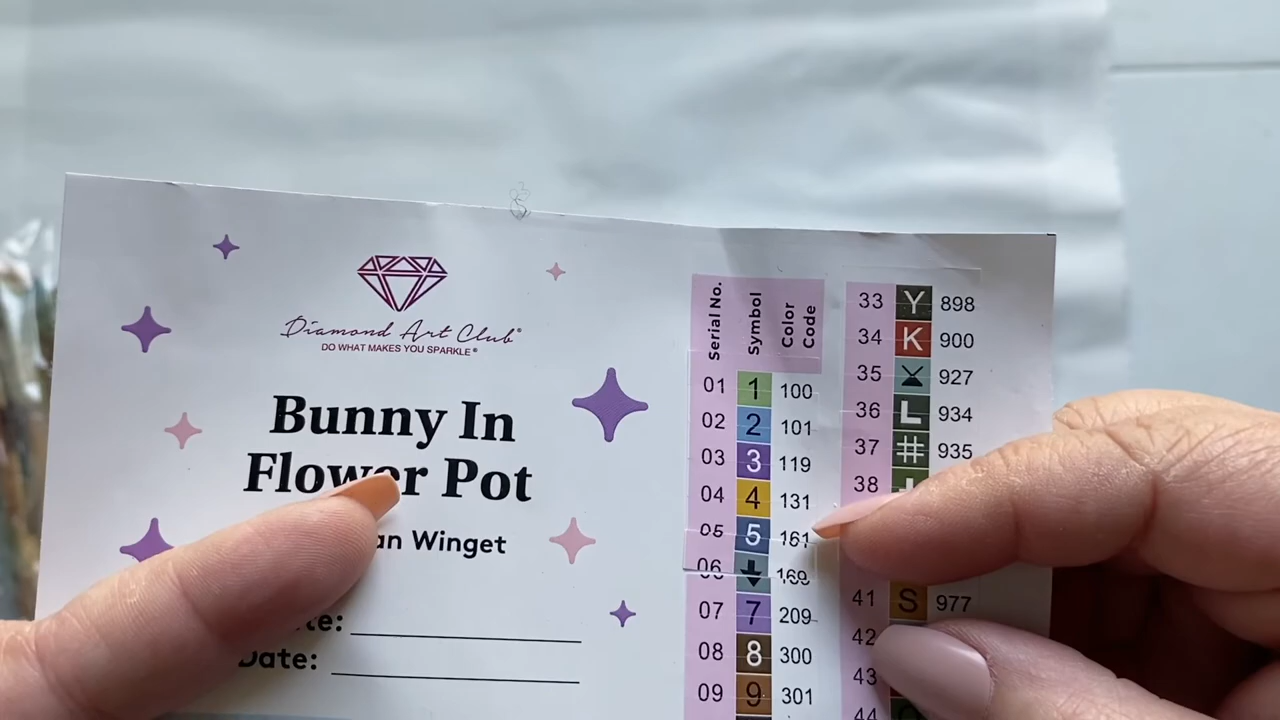 Diamond Art Club®
DO WHAT MAKES YOU SPARKLE®
Bunny In
Flower Pot
Winget
Date:
Serial No.
Symbol
Color
Code
01 1 100
02 2 101
03 3 119
04 4 131
05 5 161
06 169
07 7 209
08 8 300
09 9 301
33 Y 898
34 K 900
35 927
36 L 934
37 # 935
38
41 S 977
42
43
44